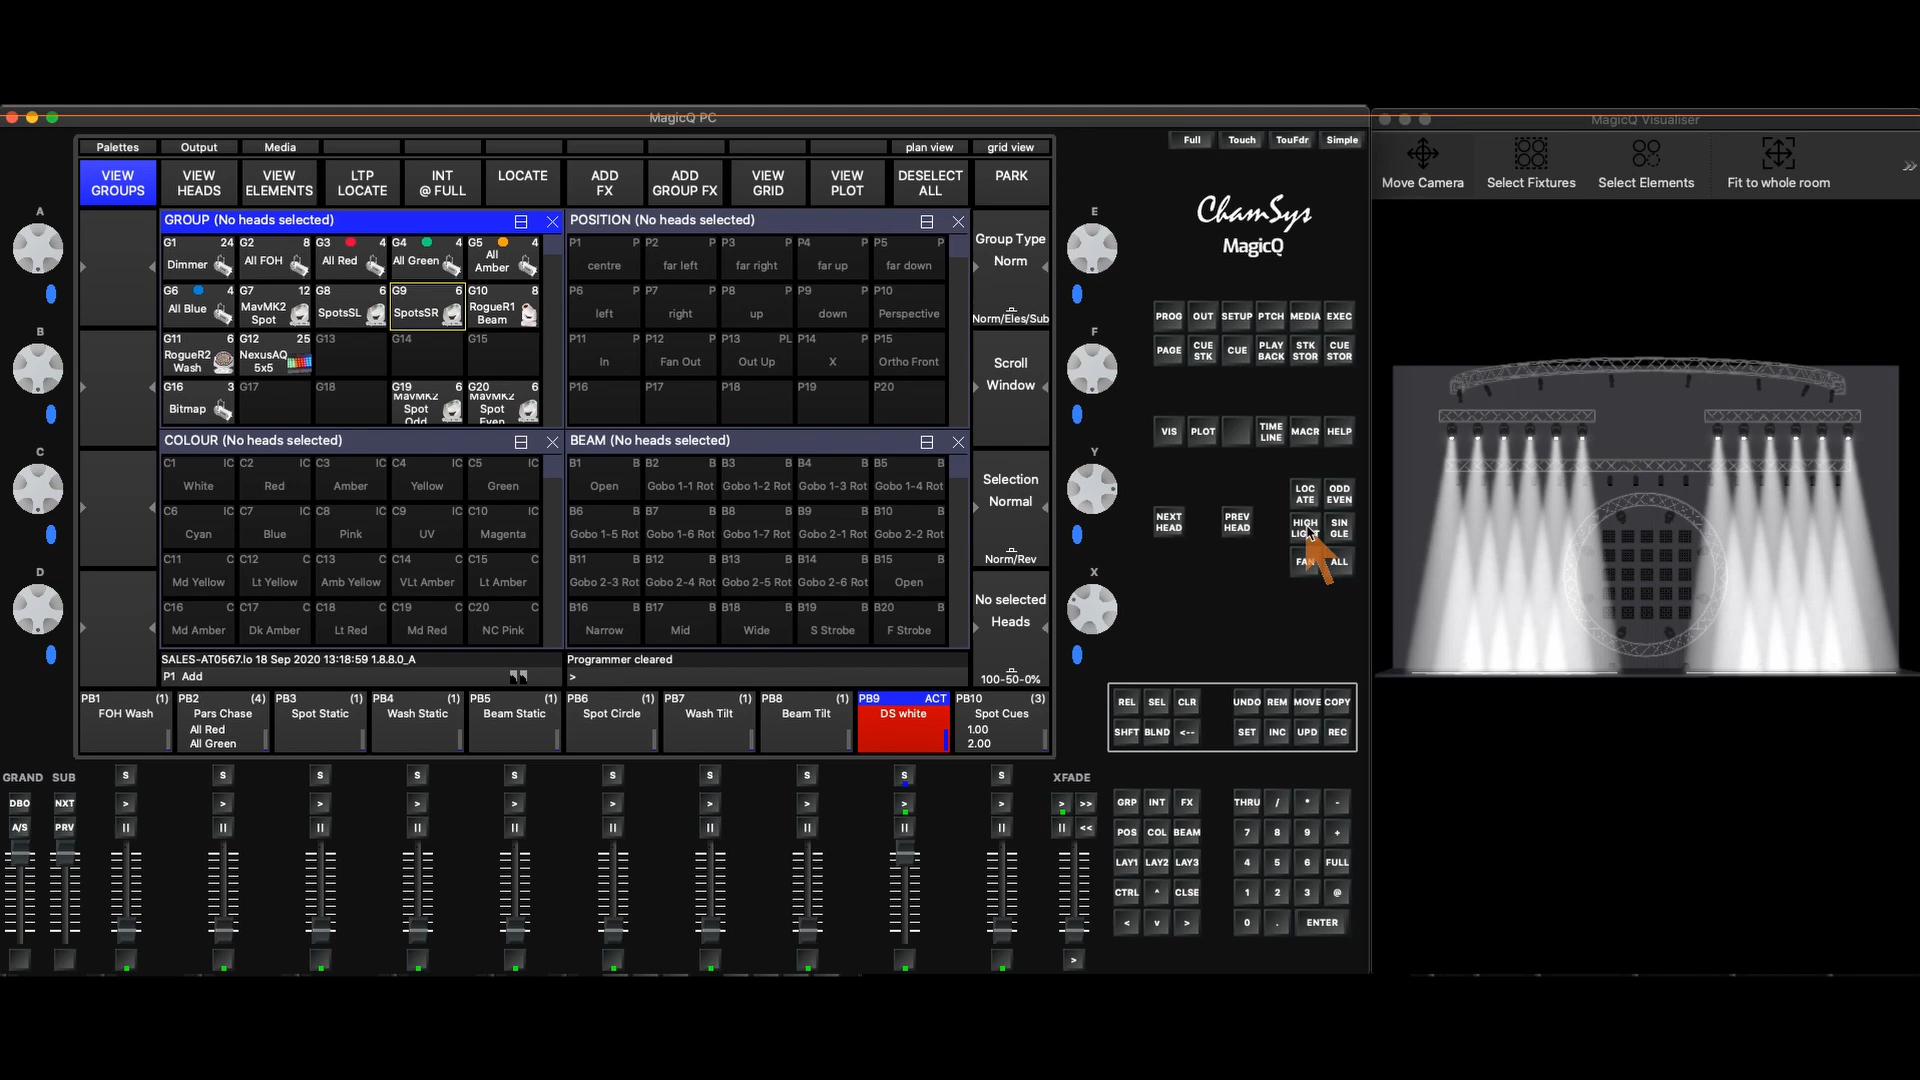 MagicQ PC
MagicQ Visualiser
Palettes
Output
Media
plan view
grid view
Full
Touch
TouFdr
Simple
VIEW
GROUPS
VIEW
HEADS
VIEW
ELEMENTS
LTP
LOCATE
INT
@ FULL
LOCATE
ADD
FX
ADD
GROUP FX
VIEW
GRID
VIEW
PLOT
DESELECT
ALL
PARK
Move Camera
Select Fixtures
Select Elements
Fit to whole room
A
B
C
D
GROUP (No heads selected)
G1 24
Dimmer
G2 8
All FOH
G3 4
All Red
G4 4
All Green
G5 4
All
Amber
G6 4
All Blue
G7 12
MavMK2
Spot
G8 6
SpotsSL
G9 6
SpotsSR
G10 8
RogueR1
Beam
G11 6
RogueR2
Wash
G12 25
NexusAQ
5x5
G13
G14
G15
G16 3
Bitmap
G17
G18
G19 6
MavMK2
Spot
Odd
G20 6
MavMK2
Spot
Even
POSITION (No heads selected)
P1 P
centre
P2 P
far left
P3 P
far right
P4 P
far up
P5 P
far down
P6 P
left
P7 P
right
P8 P
up
P9 P
down
P10 P
Perspective
P11 P
In
P12 P
Fan Out
P13 PL
Out Up
P14 P
X
P15 P
Ortho Front
P16
P17
P18
P19
P20
COLOUR (No heads selected)
C1 IC
White
C2 IC
Red
C3 IC
Amber
C4 IC
Yellow
C5 IC
Green
C6 IC
Cyan
C7 IC
Blue
C8 IC
Pink
C9 IC
UV
C10 IC
Magenta
C11 C
Md Yellow
C12 C
Lt Yellow
C13 C
Amb Yellow
C14 C
VLt Amber
C15 C
Lt Amber
C16 C
Md Amber
C17 C
Dk Amber
C18 C
Lt Red
C19 C
Md Red
C20 C
NC Pink
BEAM (No heads selected)
B1 B
Open
B2 B
Gobo 1-1 Rot
B3 B
Gobo 1-2 Rot
B4 B
Gobo 1-3 Rot
B5 B
Gobo 1-4 Rot
B6 B
Gobo 1-5 Rot
B7 B
Gobo 1-6 Rot
B8 B
Gobo 1-7 Rot
B9 B
Gobo 2-1 Rot
B10 B
Gobo 2-2 Rot
B11 B
Gobo 2-3 Rot
B12 B
Gobo 2-4 Rot
B13 B
Gobo 2-5 Rot
B14 B
Gobo 2-6 Rot
B15 B
Open
B16 B
Narrow
B17 B
Mid
B18 B
Wide
B19 B
S Strobe
B20 B
F Strobe
Group Type
Norm
Norm/Eles/Sub
Scroll
Window
Selection
Normal
Norm/Rev
No selected
Heads
100-50-0%
SALES-AT0567.lo 18 Sep 2020 13:18:59 1.8.8.0_A
P1 Add
Programmer cleared
>
E
F
Y
X
ChamSys
MagicQ
PROG
OUT
SETUP
PTCH
MEDIA
EXEC
PAGE
CUE
STK
CUE
PLAY
BACK
STK
STOR
CUE
STOR
VIS
PLOT
TIME
LINE
MACR
HELP
NEXT
HEAD
PREV
HEAD
LOC
ATE
ODD
EVEN
HIGH
LIGHT
SIN
GLE
FAN
ALL
REL
SEL
CLR
UNDO
REM
MOVE
COPY
SHFT
BLND
<--
SET
INC
UPD
REC
PB1 (1)
FOH Wash
PB2 (4)
Pars Chase
All Red
All Green
PB3 (1)
Spot Static
PB4 (1)
Wash Static
PB5 (1)
Beam Static
PB6 (1)
Spot Circle
PB7 (1)
Wash Tilt
PB8 (1)
Beam Tilt
PB9 ACT
DS white
PB10 (3)
Spot Cues
1.00
2.00
GRAND
SUB
S
S
S
S
S
S
S
S
S
S
XFADE
DBO
NXT
>
>
>
>
>
>
>
>
>
>
>
>>
A/S
PRV
<<
GRP
INT
FX
THRU
/
*
-
POS
COL
BEAM
7
8
9
+
LAY1
LAY2
LAY3
4
5
6
FULL
CTRL
^
CLSE
1
2
3
@
<
v
>
0
.
ENTER
>